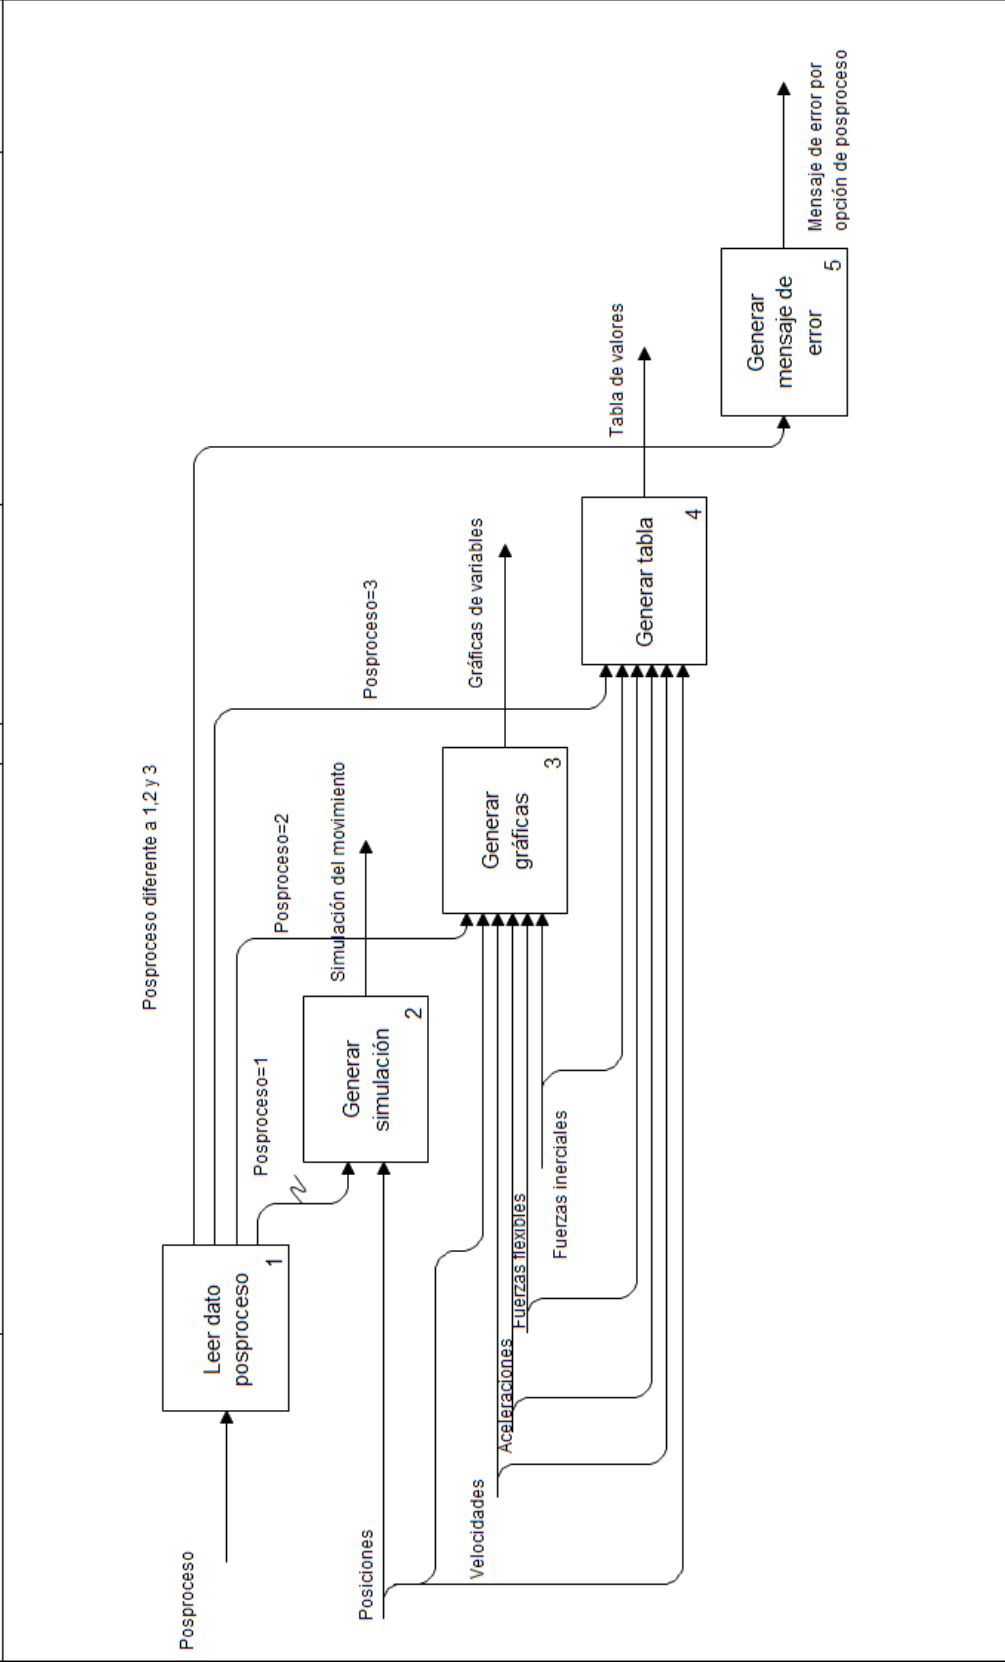 Posproceso
Leer dato
posproceso
1
Posproceso diferente a 1,2 y 3
Posproceso=1
Posproceso=2
Posproceso=3
Posiciones
Generar
simulación
2
Simulación del movimiento
Velocidades
Aceleraciones
Fuerzas flexibles
Fuerzas inerciales
Generar
gráficas
3
Gráficas de variables
Generar tabla
4
Tabla de valores
Generar
mensaje de
error
5
Mensaje de error por
opción de posproceso